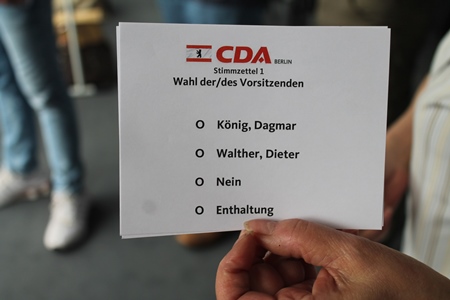 CDA BERLIN
Stimmzettel 1
Wahl der/des Vorsitzenden
O König, Dagmar
O Walther, Dieter
O Nein
O Enthaltung